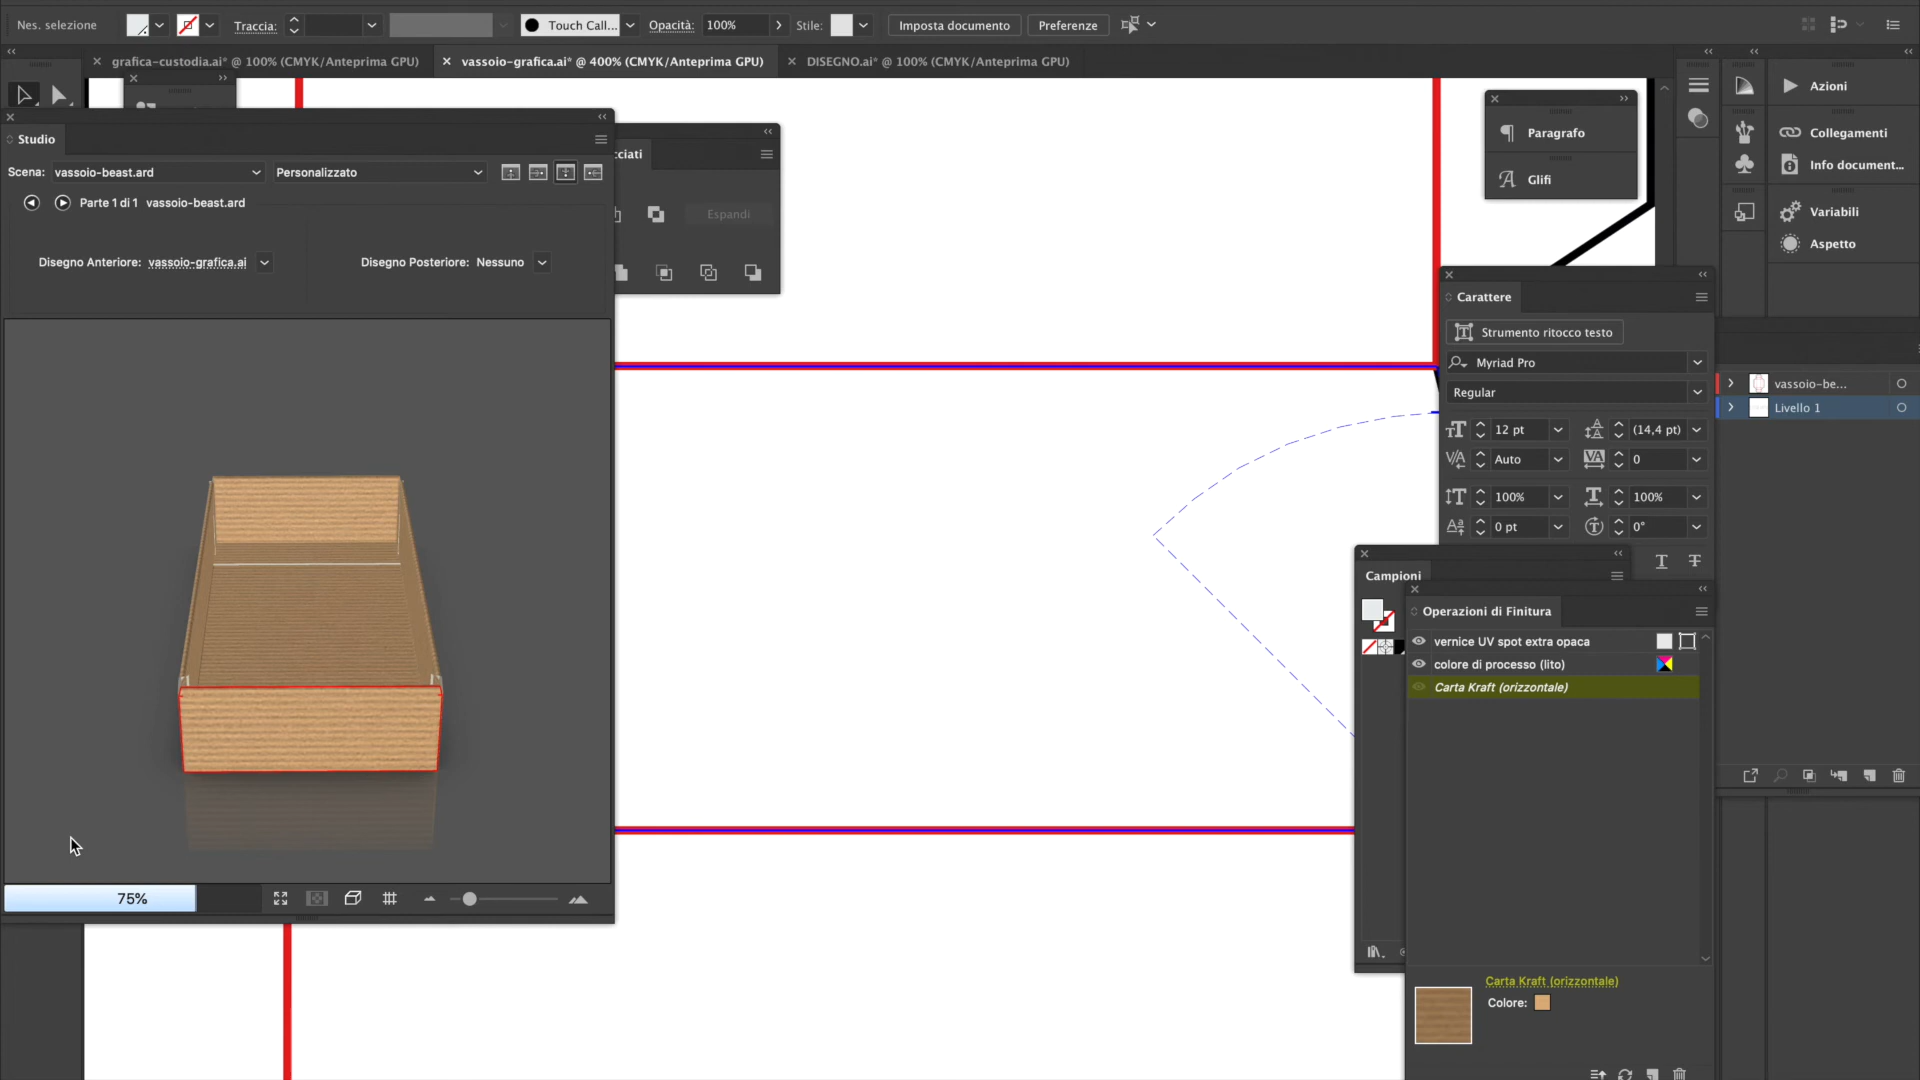 Nes. selezione
Traccia:
Touch Call...
Opacità:
100%
Stile:
Imposta documento
Preferenze
grafica-custodia.ai* @ 100% (CMYK/Anteprima GPU)
vassoio-grafica.ai* @ 400% (CMYK/Anteprima GPU)
DISEGNO.ai* @ 100% (CMYK/Anteprima GPU)
Azioni
Collegamenti
Info document...
Variabili
Aspetto
Paragrafo
Glifi
Studio
Scena:
vassoio-beast.ard
Personalizzato
Parte 1 di 1 vassoio-beast.ard
Disegno Anteriore:
vassoio-grafica.ai
Disegno Posteriore:
Nessuno
cciati
Espandi
Carattere
Strumento ritocco testo
Myriad Pro
Regular
12 pt
(14,4 pt)
Auto
0
100%
100%
0 pt
0°
vassoio-be...
Livello 1
Campioni
Operazioni di Finitura
vernice UV spot extra opaca
colore di processo (lito)
Carta Kraft (orizzontale)
75%
Carta Kraft (orizzontale)
Colore: